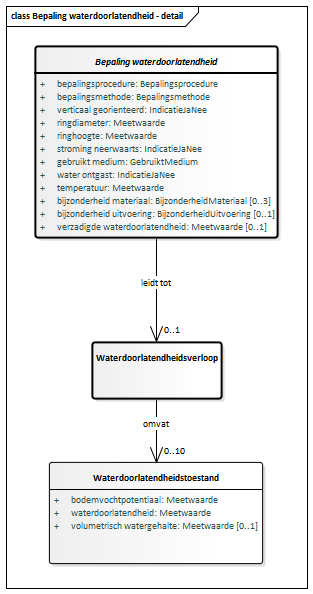 class Bepaling waterdoorlatendheid - detail
Bepaling waterdoorlatendheid
+ bepalingsprocedure: Bepalingsprocedure
+ bepalingsmethode: Bepalingsmethode
+ verticaal georienteerd: IndicatieJaNee
+ ringdiameter: Meetwaarde
+ ringhoogte: Meetwaarde
+ stroming neerwaarts: IndicatieJaNee
+ gebruikt medium: GebruiktMedium
+ water ontgast: IndicatieJaNee
+ temperatuur: Meetwaarde
+ bijzonderheid materiaal: BijzonderheidMateriaal [0..3]
+ bijzonderheid uitvoering: BijzonderheidUitvoering [0..1]
+ verzadigde waterdoorlatendheid: Meetwaarde [0..1]
leidt tot
0..1
Waterdoorlatendheidsverloop
omvat
0..10
Waterdoorlatendheidstoestand
+ bodemvochtpotentiaal: Meetwaarde
+ waterdoorlatendheid: Meetwaarde
+ volumetrisch watergehalte: Meetwaarde [0..1]